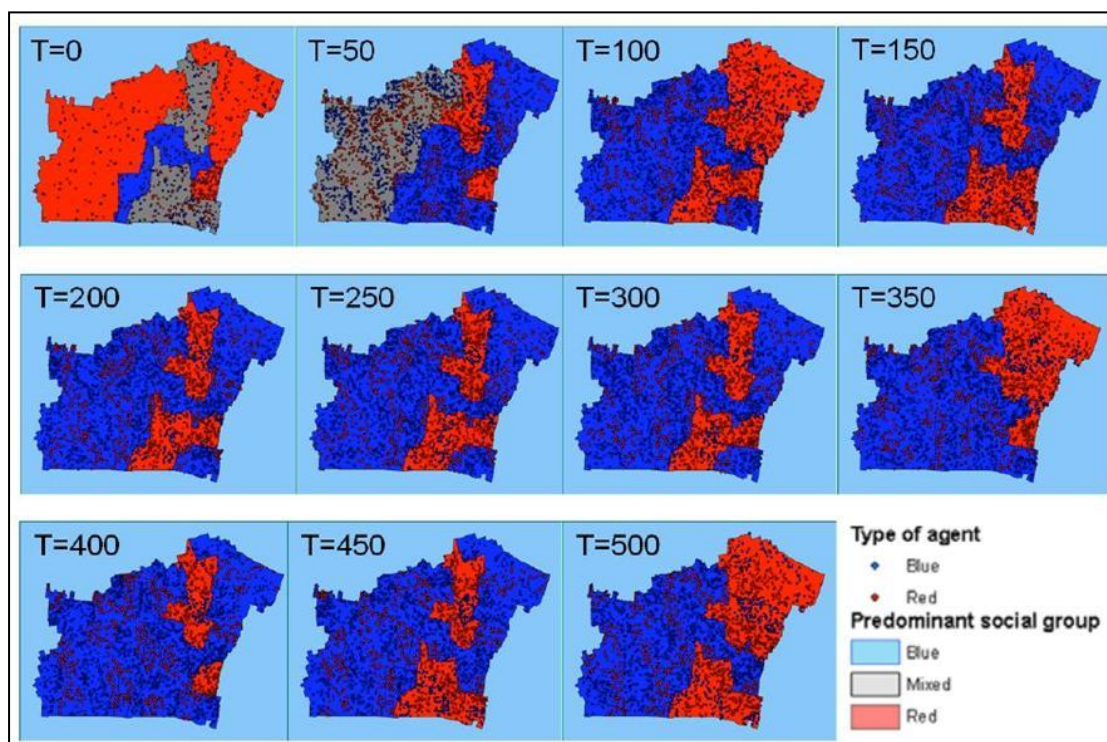 T=0
T=50
T=100
T=150
T=200
T=250
T=300
T=350
T=400
T=450
T=500
Type of agent
Blue
Red
Predominant social group
Blue
Mixed
Red